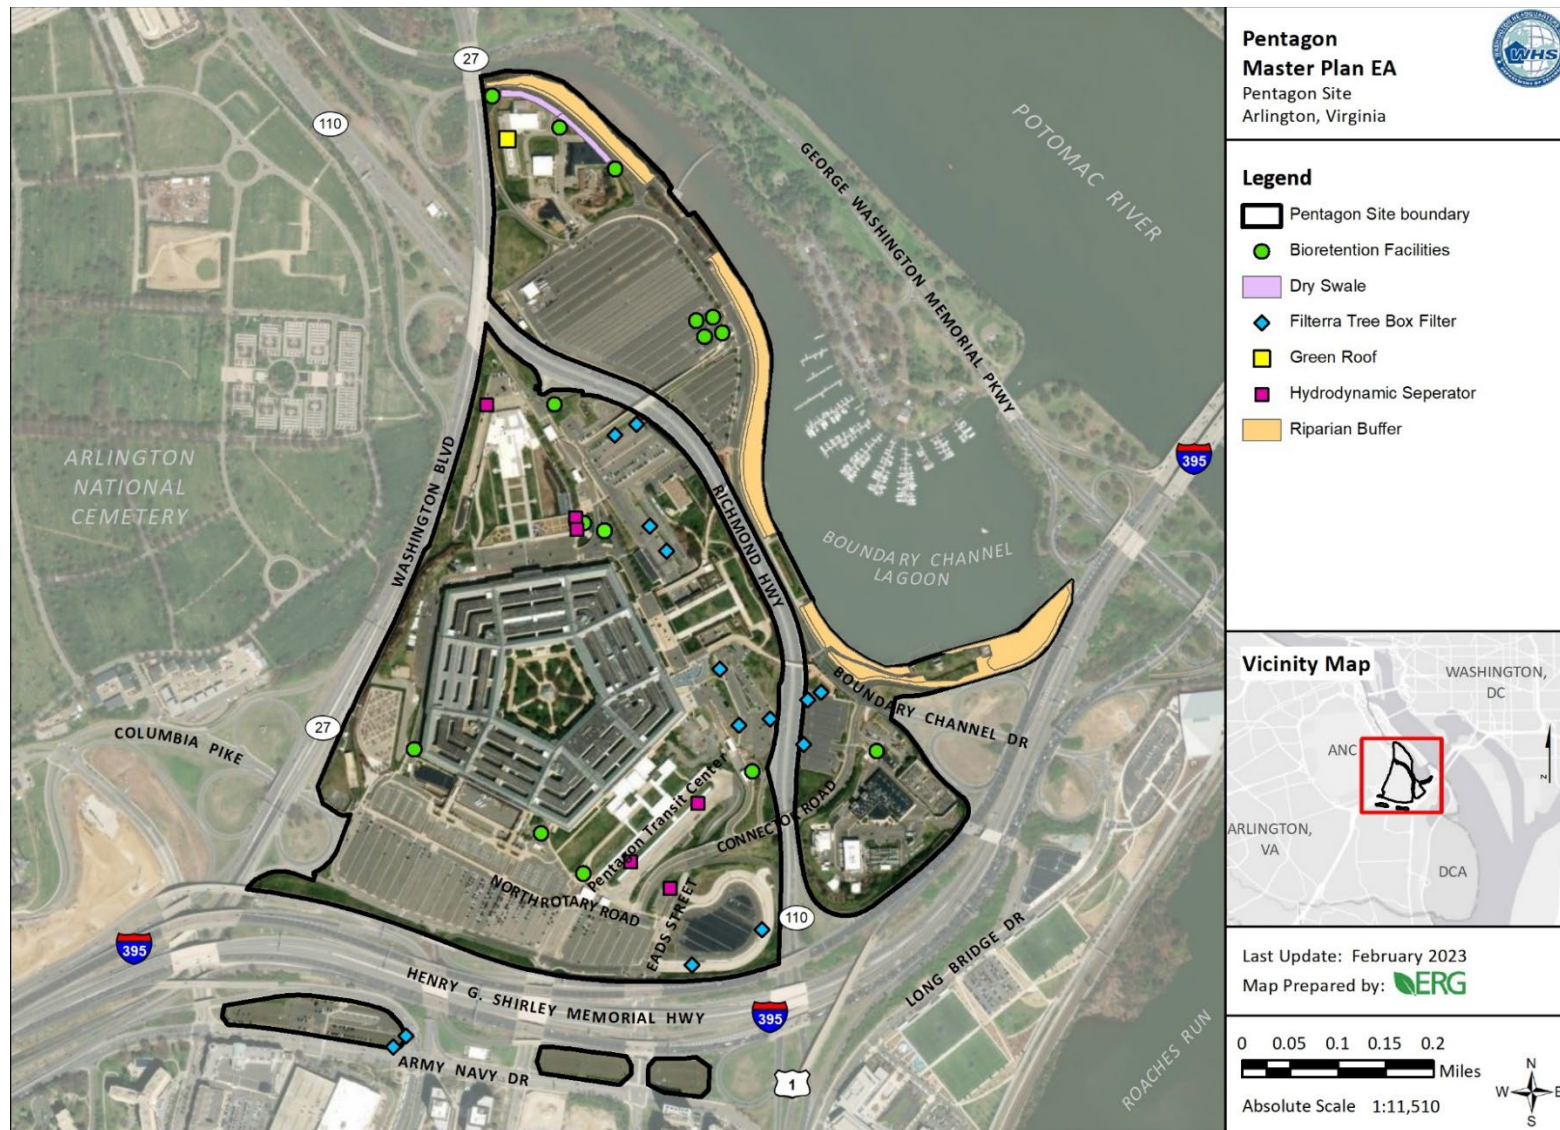 Pentagon
Master Plan EA
Pentagon Site
Arlington, Virginia
WHS
Legend
Pentagon Site boundary
Bioretention Facilities
Dry Swale
Filterra Tree Box Filter
Green Roof
Hydrodynamic Seperator
Riparian Buffer
Vicinity Map
WASHINGTON,
DC
ANC
ARLINGTON,
VA
DCA
N
Last Update: February 2023
Map Prepared by: ERG
0 0.05 0.1 0.15 0.2
Miles
Absolute Scale 1:11,510
N
W E
S
27
110
POTOMAC RIVER
GEORGE WASHINGTON MEMORIAL PKWY
ARLINGTON
NATIONAL
CEMETERY
WASHINGTON BLVD
RICHMOND HWY
395
BOUNDARY CHANNEL
LAGOON
BOUNDARY CHANNEL DR
COLUMBIA PIKE
27
Pentagon Transit Center
CONNECTOR ROAD
NORTH ROTARY ROAD
EADS STREET
110
395
HENRY G. SHIRLEY MEMORIAL HWY
395
LONG BRIDGE DR
ARMY NAVY DR
1
ROACHES RUN